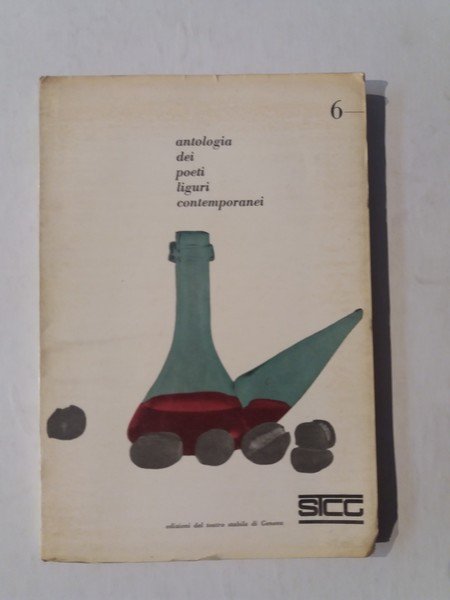 6
antologia
dei
poeti
liguri
contemporanei
STCG
edizioni del teatro stabile di Genova